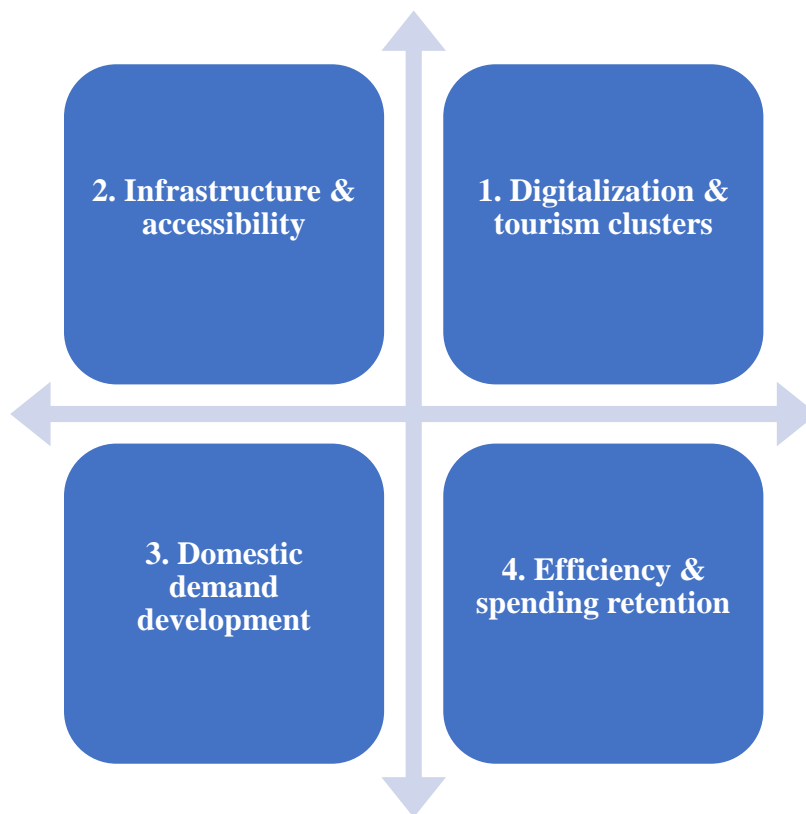 2. Infrastructure &
accessibility
1. Digitalization &
tourism clusters
3. Domestic
demand
development
4. Efficiency &
spending retention